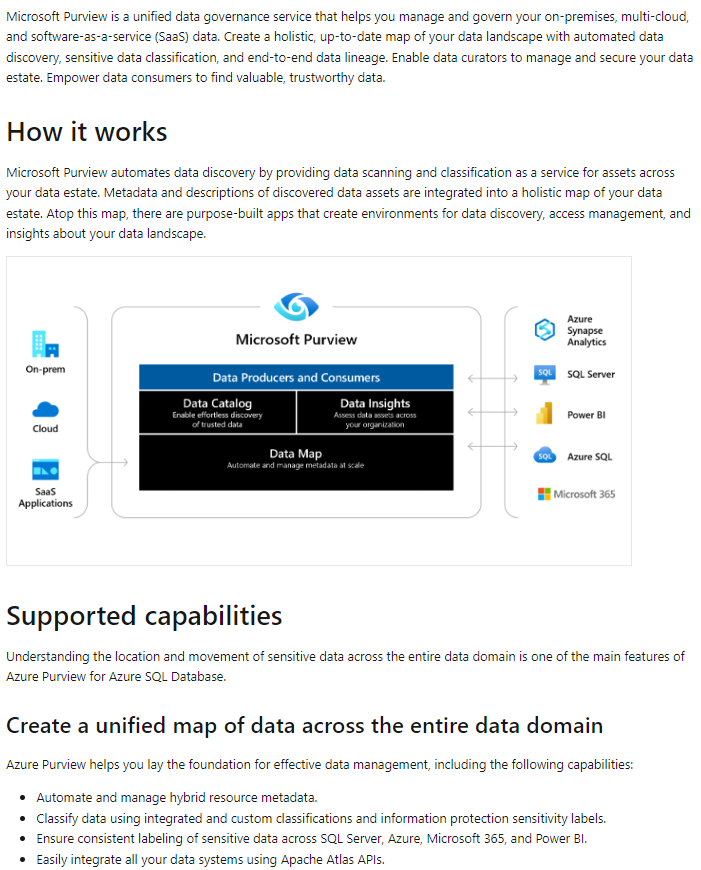 Microsoft Purview is a unified data governance service that helps you manage and govern your on-premises, multi-cloud,
and software-as-a-service (SaaS) data. Create a holistic, up-to-date map of your data landscape with automated data
discovery, sensitive data classification, and end-to-end data lineage. Enable data curators to manage and secure your data
estate. Empower data consumers to find valuable, trustworthy data.
How it works
Microsoft Purview automates data discovery by providing data scanning and classification as a service for assets across
your data estate. Metadata and descriptions of discovered data assets are integrated into a holistic map of your data
estate. Atop this map, there are purpose-built apps that create environments for data discovery, access management, and
insights about your data landscape.
On-prem
Cloud
SaaS
Applications
Microsoft Purview
Data Producers and Consumers
Data Catalog
Enable effortless discovery
of trusted data
Data Insights
Assess data assets across
your organization
Data Map
Automate and manage metadata at scale
Azure
Synapse
Analytics
SQL
SQL Server
Power BI
SQL
Azure SQL
Microsoft 365
Supported capabilities
Understanding the location and movement of sensitive data across the entire data domain is one of the main features of
Azure Purview for Azure SQL Database.
Create a unified map of data across the entire data domain
Azure Purview helps you lay the foundation for effective data management, including the following capabilities:
• Automate and manage hybrid resource metadata.
• Classify data using integrated and custom classifications and information protection sensitivity labels.
• Ensure consistent labeling of sensitive data across SQL Server, Azure, Microsoft 365, and Power BI.
• Easily integrate all your data systems using Apache Atlas APIs.